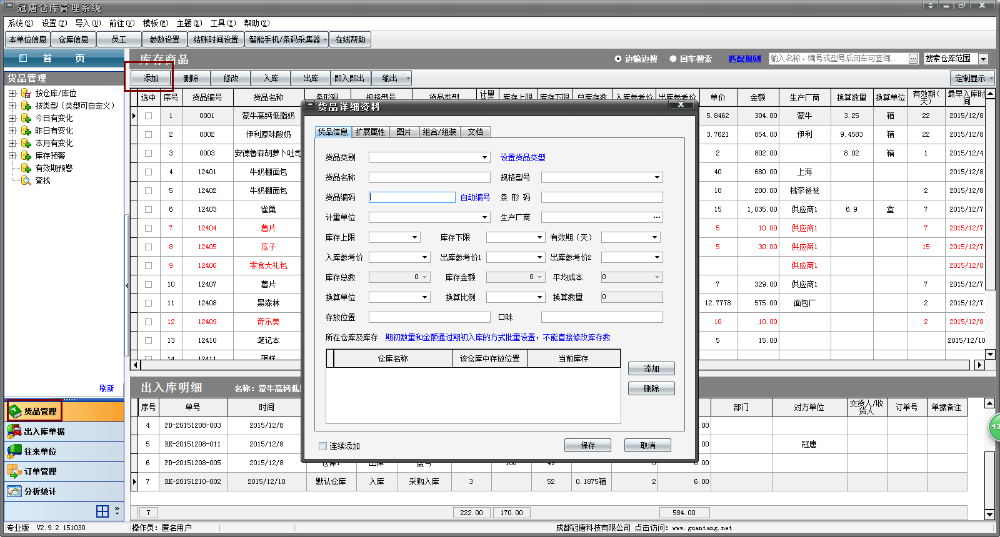 冠唐仓库管理系统
系统(S) 设置(T) 导入(U) 前往(V) 模板(W) 主题(X) 工具(Y) 帮助(Z)
本单位信息 仓库信息 员工 参数设置 结账时间设置 智能手机/条码采集器 在线帮助
首 页
库存商品
边输边搜 回车搜索 匹配规则 输入名称、编号或型号后回车可查询... 搜索仓库范围
添加 删除 修改 入库 出库 即入即出 输出 定制显示
货品管理
按仓库/库位
按类型（类型可自定义）
今日有变化
昨日有变化
本月有变化
库存预警
有效期预警
查找
刷新
货品管理
出入库单据
往来单位
订单管理
分析统计
选中 序号 货品编号 货品名称 条形码 规格型号 货品类型 计量 库存上限 库存下限 总库存数 入库参考价 出库参考价 单价 金额 生产厂商 换算数量 换算单位 有效期(天) 最早入库时间
1 0001 蒙牛高钙低脂奶 5.8462 304.00 蒙牛 3.25 箱 22 2015/12/8
2 0002 伊利原味酸奶 3.7621 854.00 伊利 9.4583 箱 22 2015/12/8
3 0003 安德鲁森胡萝卜吐司 2 802.00 8.02 箱 1 2015/12/4
4 12401 牛奶棚面包 40 680.00 上海 2015/12/8
5 12402 牛奶棚面包 10 200.00 桃李爸爸 2 2015/12/8
6 12403 雀巢 15 1,035.00 供应商1 6.9 盒 7 2015/12/7
7 12404 薯片 5 10.00 供应商1 7 2015/12/7
8 12405 瓜子 5 30.00 供应商1 15 2015/12/7
9 12406 零食大礼包 供应商1 2015/12/8
10 12407 薯片 7 329.00 供应商1 7 2015/12/7
11 12408 黑森林 12.7778 575.00 面包厂 2 2015/12/7
12 12409 奇乐美 10 10.00 2 2015/12/8
13 12410 笔记本 5 15.00 2015/12/10
14 12411 蛋糕
货品详细资料
货品信息 扩展属性 图片 组合/组装 文档
货品类别 设置货品类型
货品名称 规格型号
货品编码 自动编号 条 形 码
计量单位 生产厂商 ...
库存上限 库存下限 有效期（天）
入库参考价 出库参考价1 出库参考价2
库存总数 0 库存金额 0 平均成本 0
换算单位 换算比例 换算数量 0
存放位置 口味
所在仓库及库存 期初数量和金额通过期初入库的方式批量设置，不能直接修改库存数
仓库名称 该仓库中存放位置 当前库存
添加
删除
连续添加 保存 取消
出入库明细 名称：蒙牛高钙低
序号 单号 时间 部门 对方单位 交货人/收货人 订单号 单据备注
4 PD-20151208-003 2015/12/8 .00
5 RK-20151208-011 2015/12/8 .00 冠唐
6 PD-20151208-005 2015/12/8 仓库1 出库 盘亏 100 49 0 0.00
7 RK-20151210-002 2015/12/10 默认仓库 入库 采购入库 3 52 0.1875箱 2 6.00
7 222.00 170.00 584.00
43
专业版 V2.9.2 151030 操作员：匿名用户 成都冠唐科技有限公司 点击访问：www.guantang.net